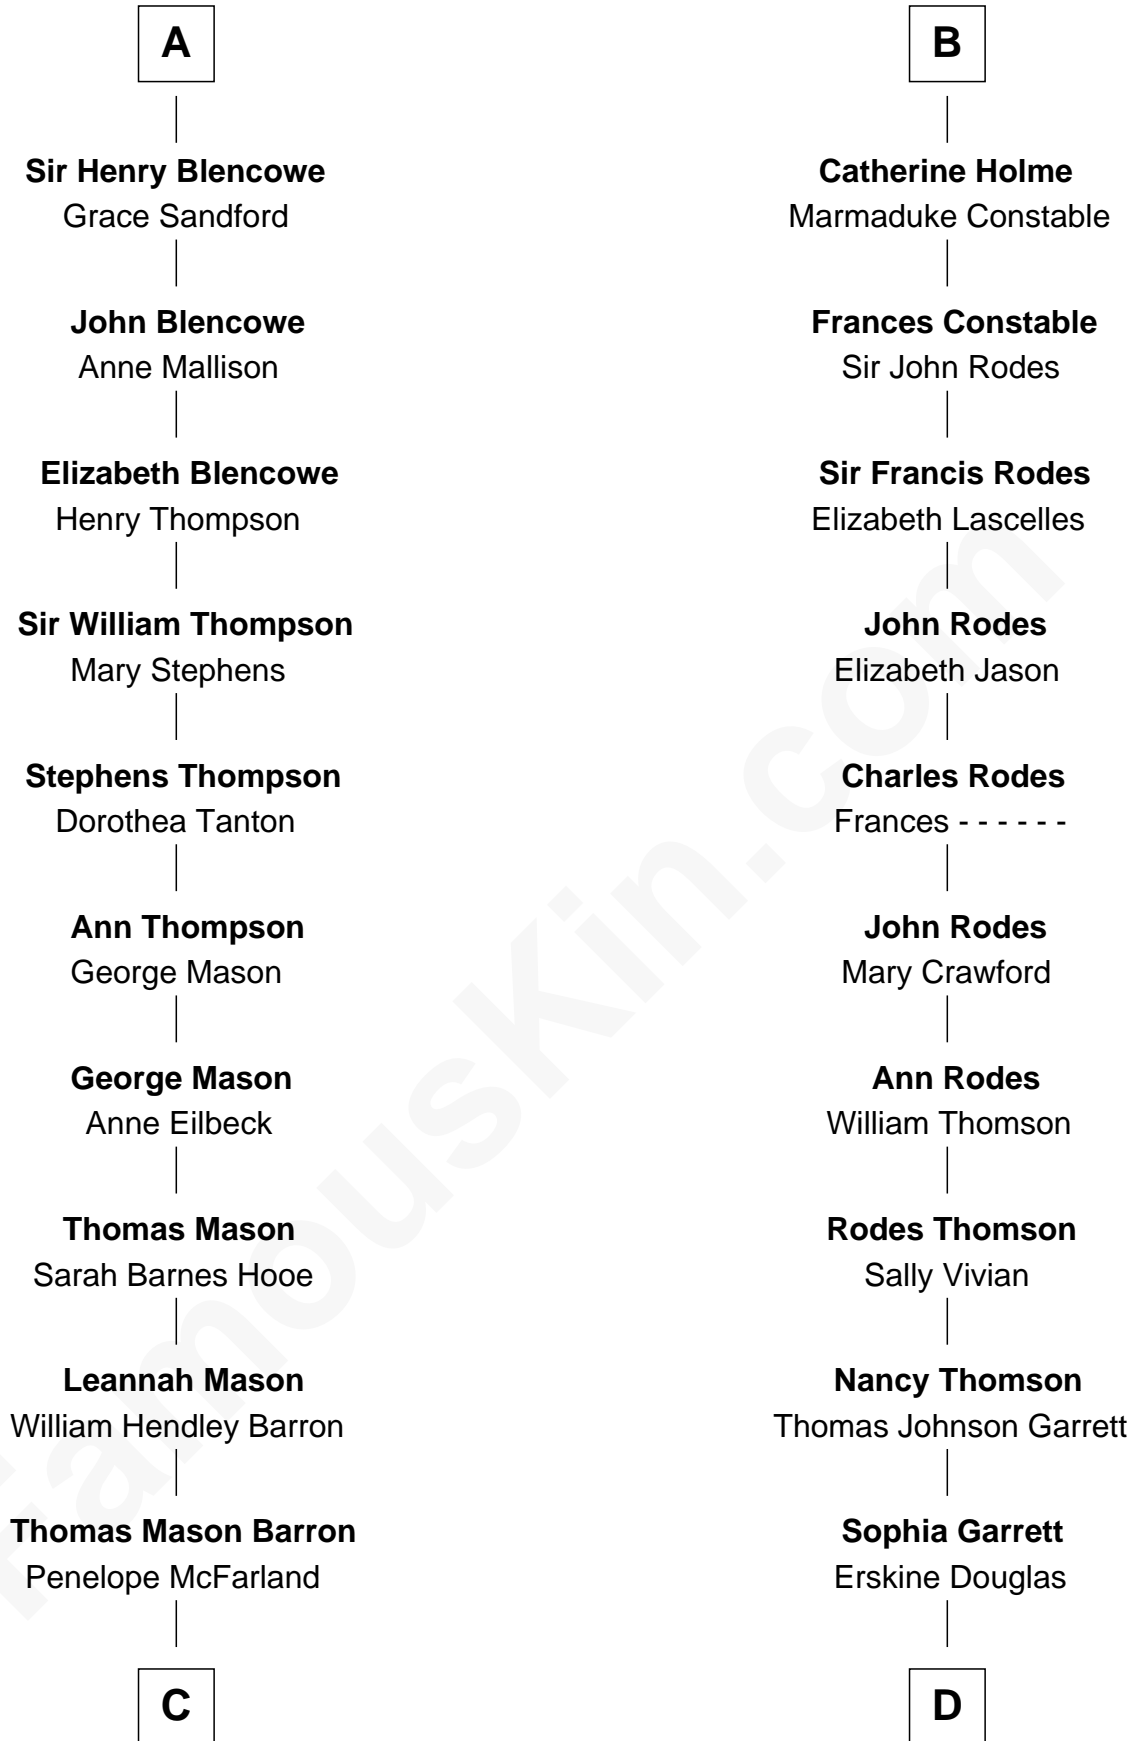 A
Sir Henry Blencowe
Grace Sandford
John Blencowe
Anne Mallison
Elizabeth Blencowe
Henry Thompson
Sir William Thompson
Mary Stephens
Stephens Thompson
Dorothea Tanton
Ann Thompson
George Mason
George Mason
Anne Eilbeck
Thomas Mason
Sarah Barnes Hooe
Leannah Mason
William Hendley Barron
Thomas Mason Barron
Penelope McFarland
C
B
Catherine Holme
Marmaduke Constable
Frances Constable
Sir John Rodes
Sir Francis Rodes
Elizabeth Lascelles
John Rodes
Elizabeth Jason
Charles Rodes
Frances - - - - - -
John Rodes
Mary Crawford
Ann Rodes
William Thomson
Rodes Thomson
Sally Vivian
Nancy Thomson
Thomas Johnson Garrett
Sophia Garrett
Erskine Douglas
D
FamousKin.com